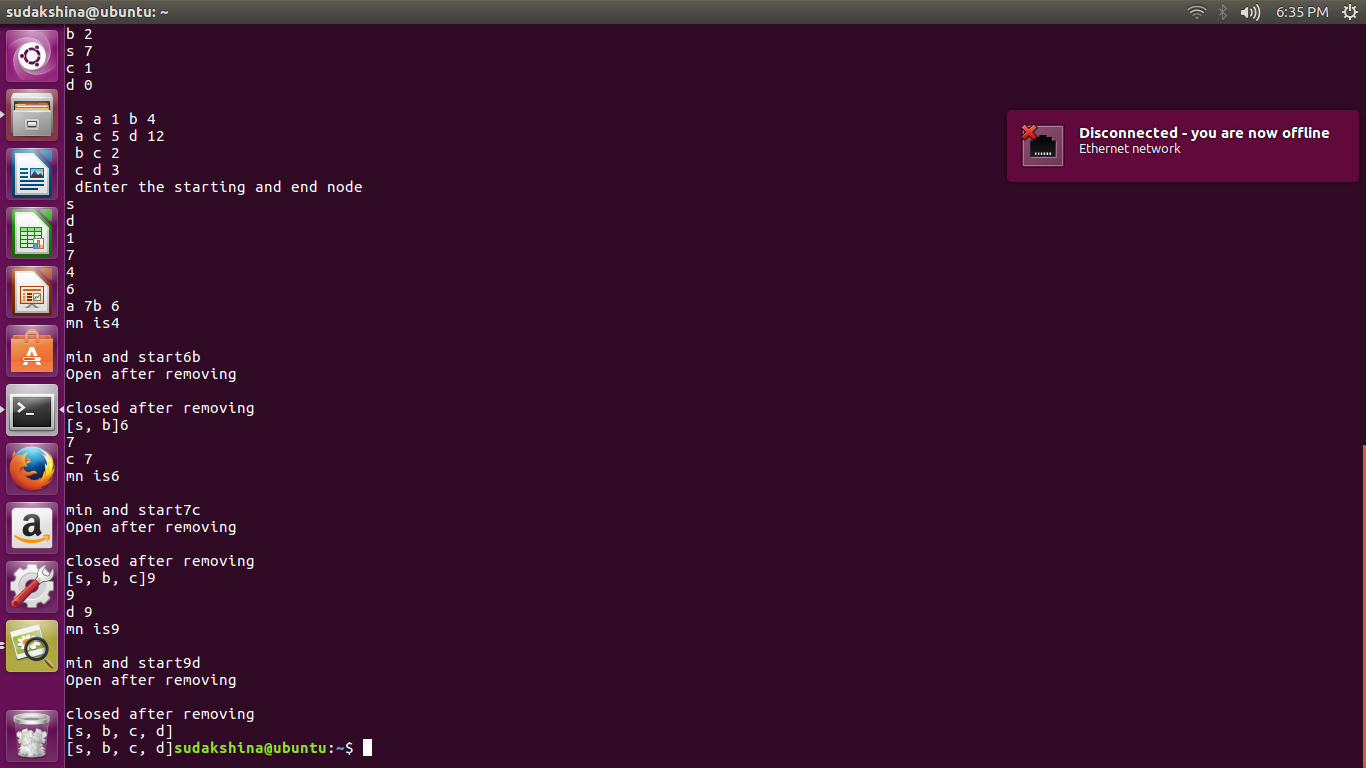 sudakshina@ubuntu: ~
6:35 PM
b 2
s 7
c 1
d 0
s a 1 b 4
a c 5 d 12
b c 2
c d 3
dEnter the starting and end node
s
d
1
7
4
6
a 7b 6
mn is4
min and start6b
Open after removing
closed after removing
[s, b]6
7
c 7
mn is6
min and start7c
Open after removing
closed after removing
[s, b, c]9
9
d 9
mn is9
min and start9d
Open after removing
closed after removing
[s, b, c, d]
[s, b, c, d]sudakshina@ubuntu:~$
Disconnected - you are now offline
Ethernet network